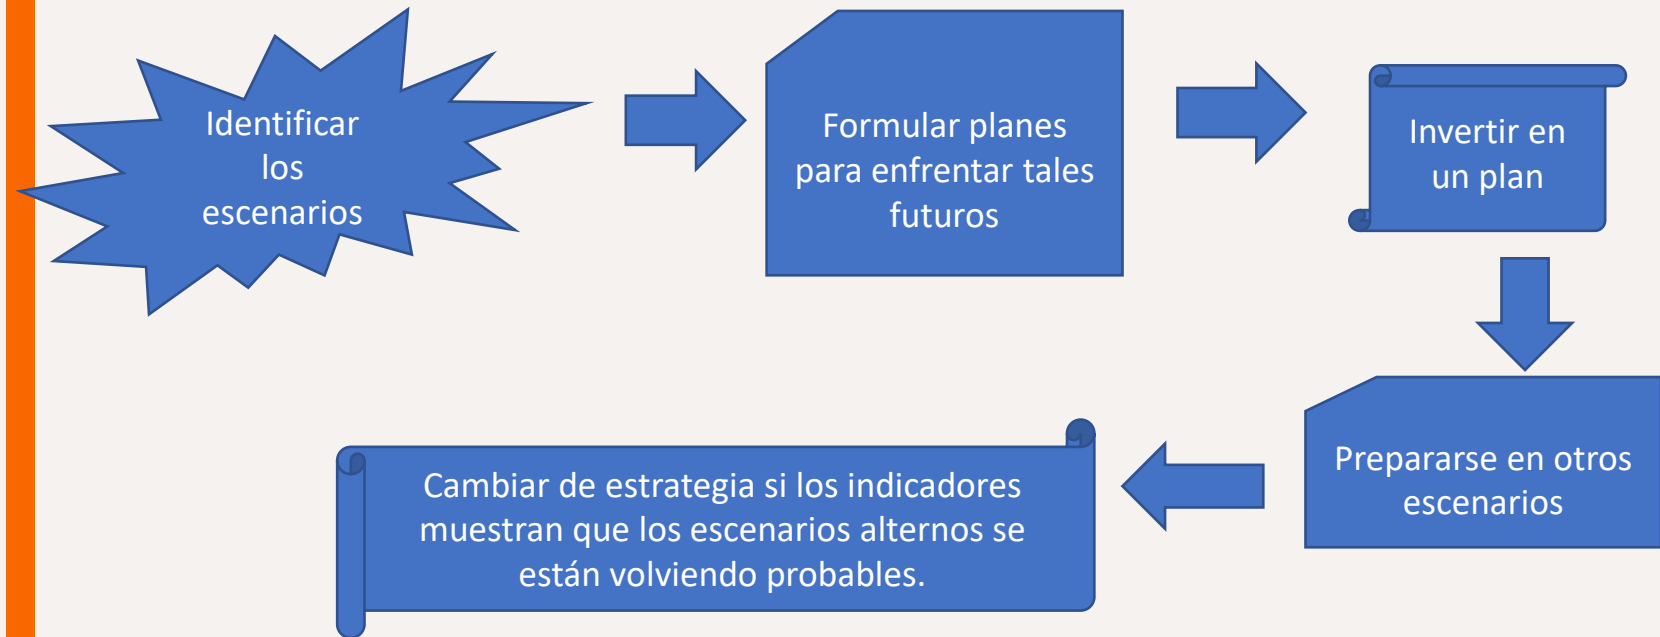 Identificar
los
escenarios
Formular planes
para enfrentar tales
futuros
Invertir en
un plan
Prepararse en otros
escenarios
Cambiar de estrategia si los indicadores
muestran que los escenarios alternos se
están volviendo probables.